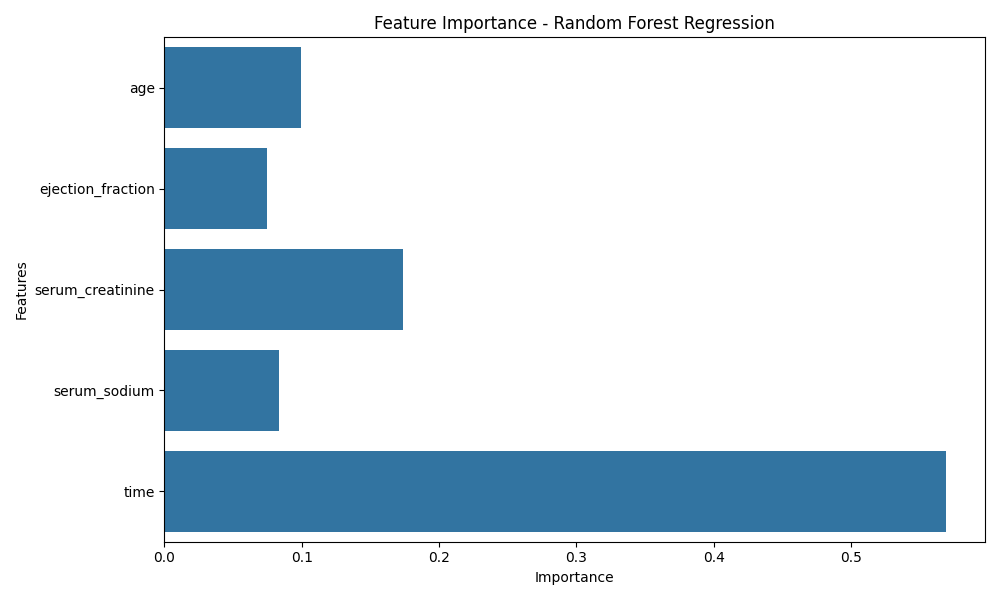 Feature Importance - Random Forest Regression
Features
age
ejection_fraction
serum_creatinine
serum_sodium
time
0.0 0.1 0.2 0.3 0.4 0.5
Importance